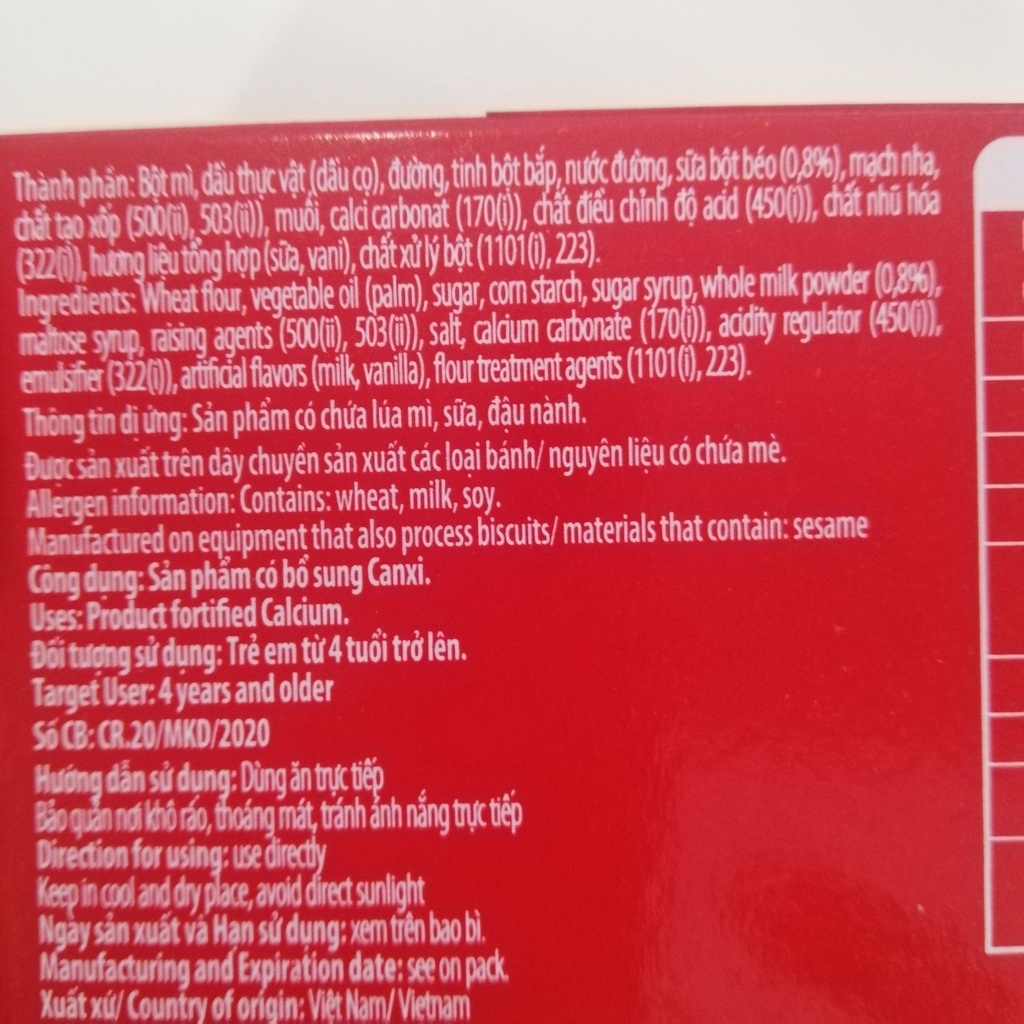 Thành phần: Bột mì, dầu thực vật (dầu cọ), đường, tinh bột bắp, nước đường, sữa bột béo (0,8%), mạch nha,
chất tạo xốp (500(ii), 503(ii)), muối, calci carbonat (170(i)), chất điều chỉnh độ acid (450(i)), chất nhũ hóa
(322(i)), hương liệu tổng hợp (sữa, vani), chất xử lý bột (1101(i), 223).
Ingredients: Wheat flour, vegetable oil (palm), sugar, corn starch, sugar syrup, whole milk powder (0,8%),
maltose syrup, raising agents (500(ii), 503(ii)), salt, calcium carbonate (170(i)), acidity regulator (450(i)),
emulsifier (322(i)), artificial flavors (milk, vanilla), flour treatment agents (1101(i), 223).
Thông tin dị ứng: Sản phẩm có chứa lúa mì, sữa, đậu nành.
Được sản xuất trên dây chuyền sản xuất các loại bánh/ nguyên liệu có chứa mè.
Allergen information: Contains: wheat, milk, soy.
Manufactured on equipment that also process biscuits/ materials that contain: sesame
Công dụng: Sản phẩm có bổ sung Canxi.
Uses: Product fortified Calcium.
Đối tượng sử dụng: Trẻ em từ 4 tuổi trở lên.
Target User: 4 years and older
Số CB: CR.20/MKD/2020
Hướng dẫn sử dụng: Dùng ăn trực tiếp
Bảo quản nơi khô ráo, thoáng mát, tránh ánh nắng trực tiếp
Direction for using: use directly
Keep in cool and dry place, avoid direct sunlight
Ngày sản xuất và Hạn sử dụng: xem trên bao bì.
Manufacturing and Expiration date: see on pack.
Xuất xứ/ Country of origin: Việt Nam/ Vietnam